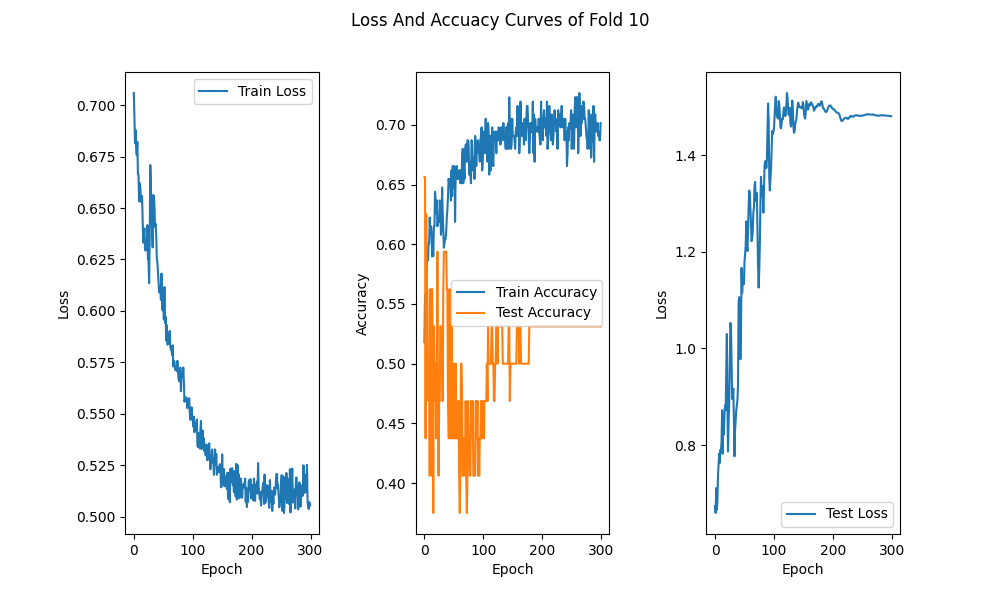 Loss And Accuacy Curves of Fold 10
Loss
0.700
0.675
0.650
0.625
0.600
0.575
0.550
0.525
0.500
Train Loss
0 100 200 300
Epoch
Accuracy
0.70
0.65
0.60
0.55
0.50
0.45
0.40
Train Accuracy
Test Accuracy
0 100 200 300
Epoch
Loss
1.4
1.2
1.0
0.8
Test Loss
0 100 200 300
Epoch